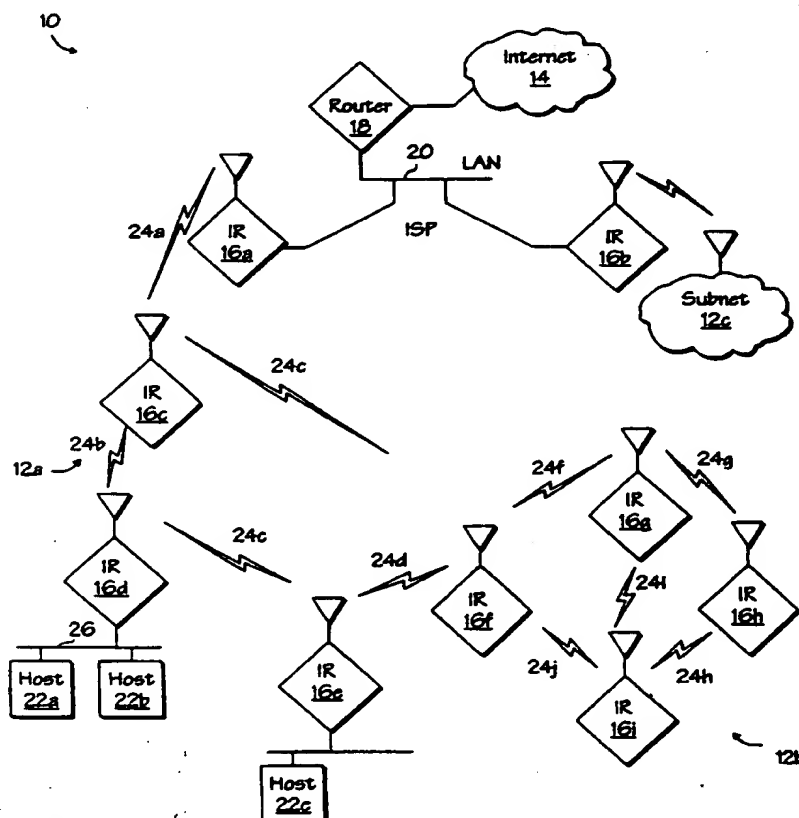 10
Internet
14
Router
18
20
LAN
24a
IR
16a
ISP
IR
16b
Subnet
12c
IR
16c
24c
24b
12a
24f
24g
IR
16g
24c
24d
IR
16d
IR
16f
24i
IR
16h
26
24j
24h
Host
22a
Host
22b
IR
16e
IR
16i
12b
Host
22c